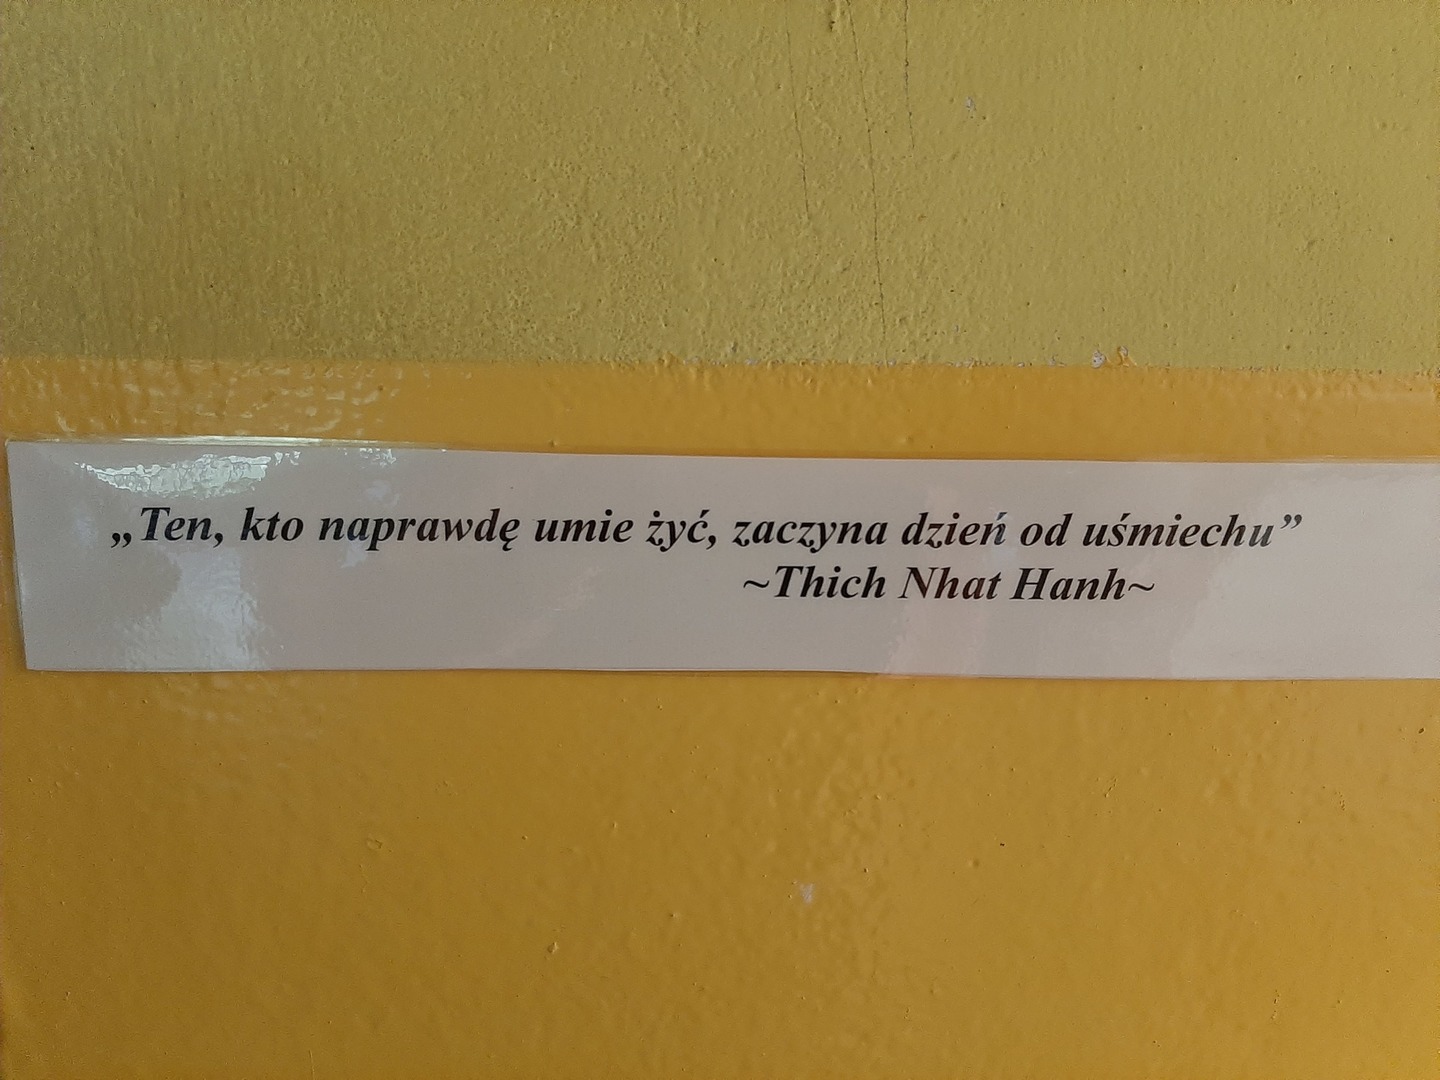 „Ten, kto naprawdę umie żyć, zaczyna dzień od uśmiechu”
~Thich Nhat Hanh~